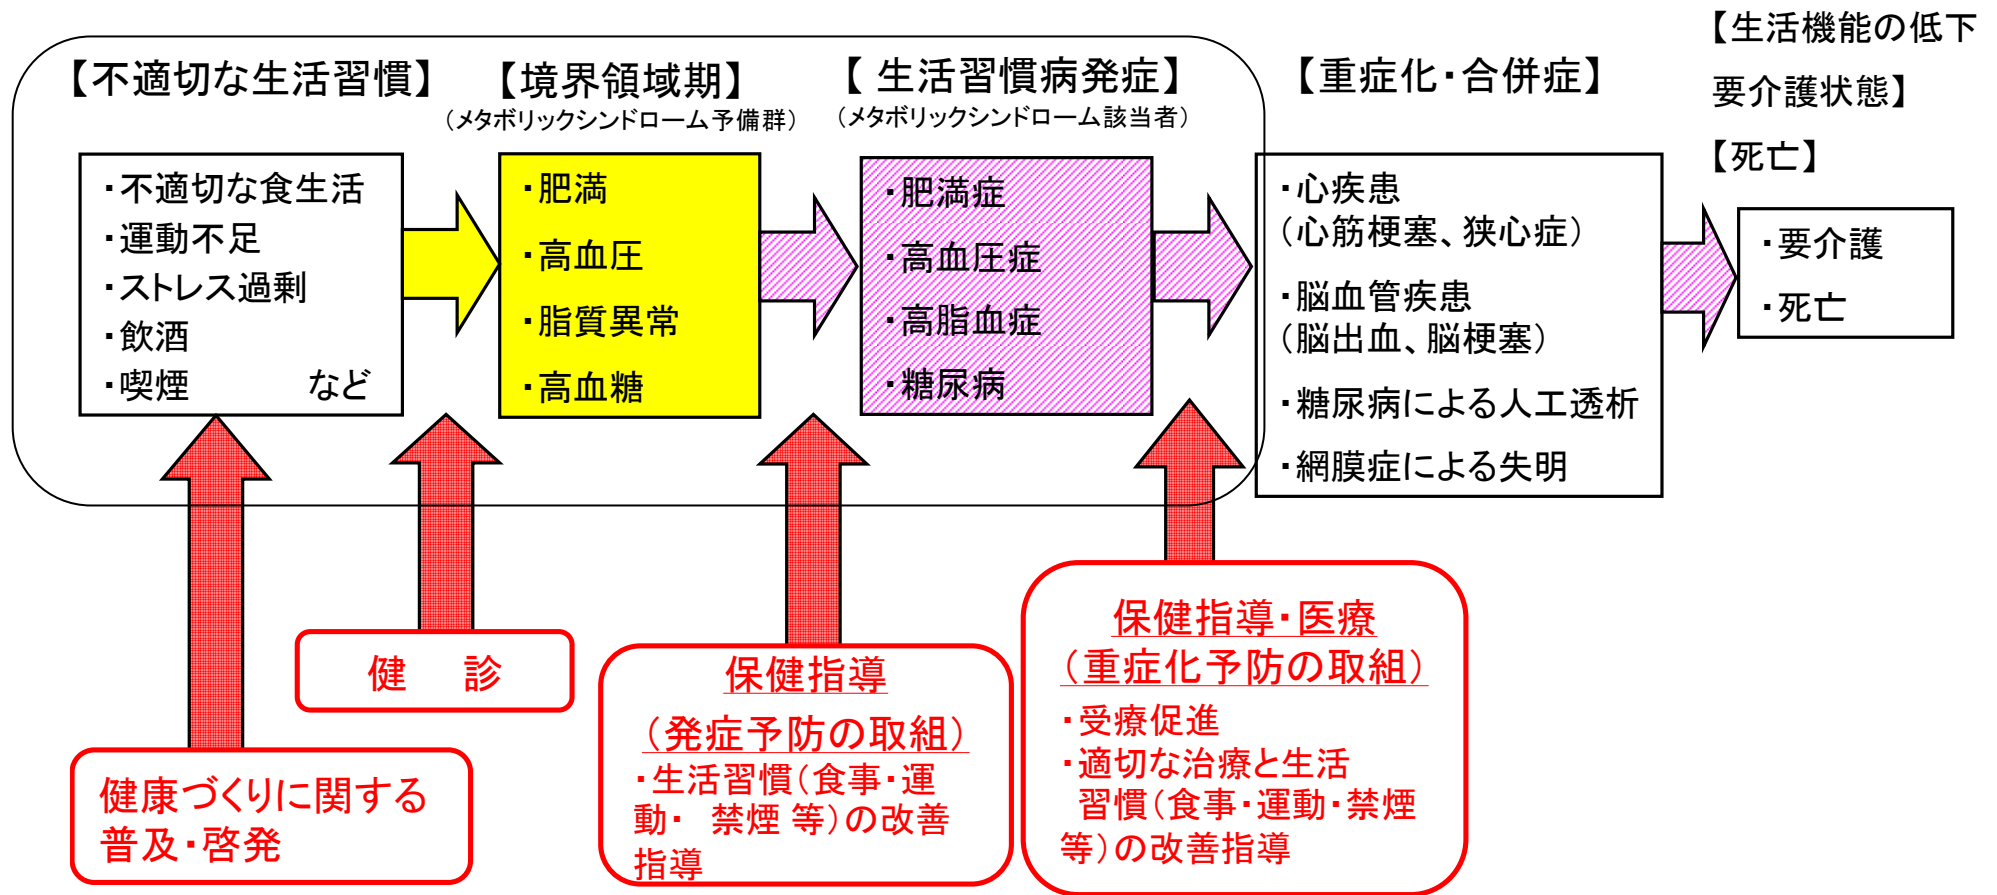 【不適切な生活習慣】
・不適切な食生活
・運動不足
・ストレス過剰
・飲酒
・喫煙 など
【境界領域期】
（メタボリックシンドローム予備群）
・肥満
・高血圧
・脂質異常
・高血糖
【 生活習慣病発症】
（メタボリックシンドローム該当者）
・肥満症
・高血圧症
・高脂血症
・糖尿病
【重症化・合併症】
・心疾患
（心筋梗塞、狭心症）
・脳血管疾患
（脳出血、脳梗塞）
・糖尿病による人工透析
・網膜症による失明
【生活機能の低下
要介護状態】
【死亡】
・要介護
・死亡
健康づくりに関する
普及・啓発
健 診
保健指導
（発症予防の取組）
・生活習慣（食事・運
動・ 禁煙 等）の改善
指導
保健指導・医療
（重症化予防の取組）
・受療促進
・適切な治療と生活
習慣（食事・運動・禁煙
等）の改善指導